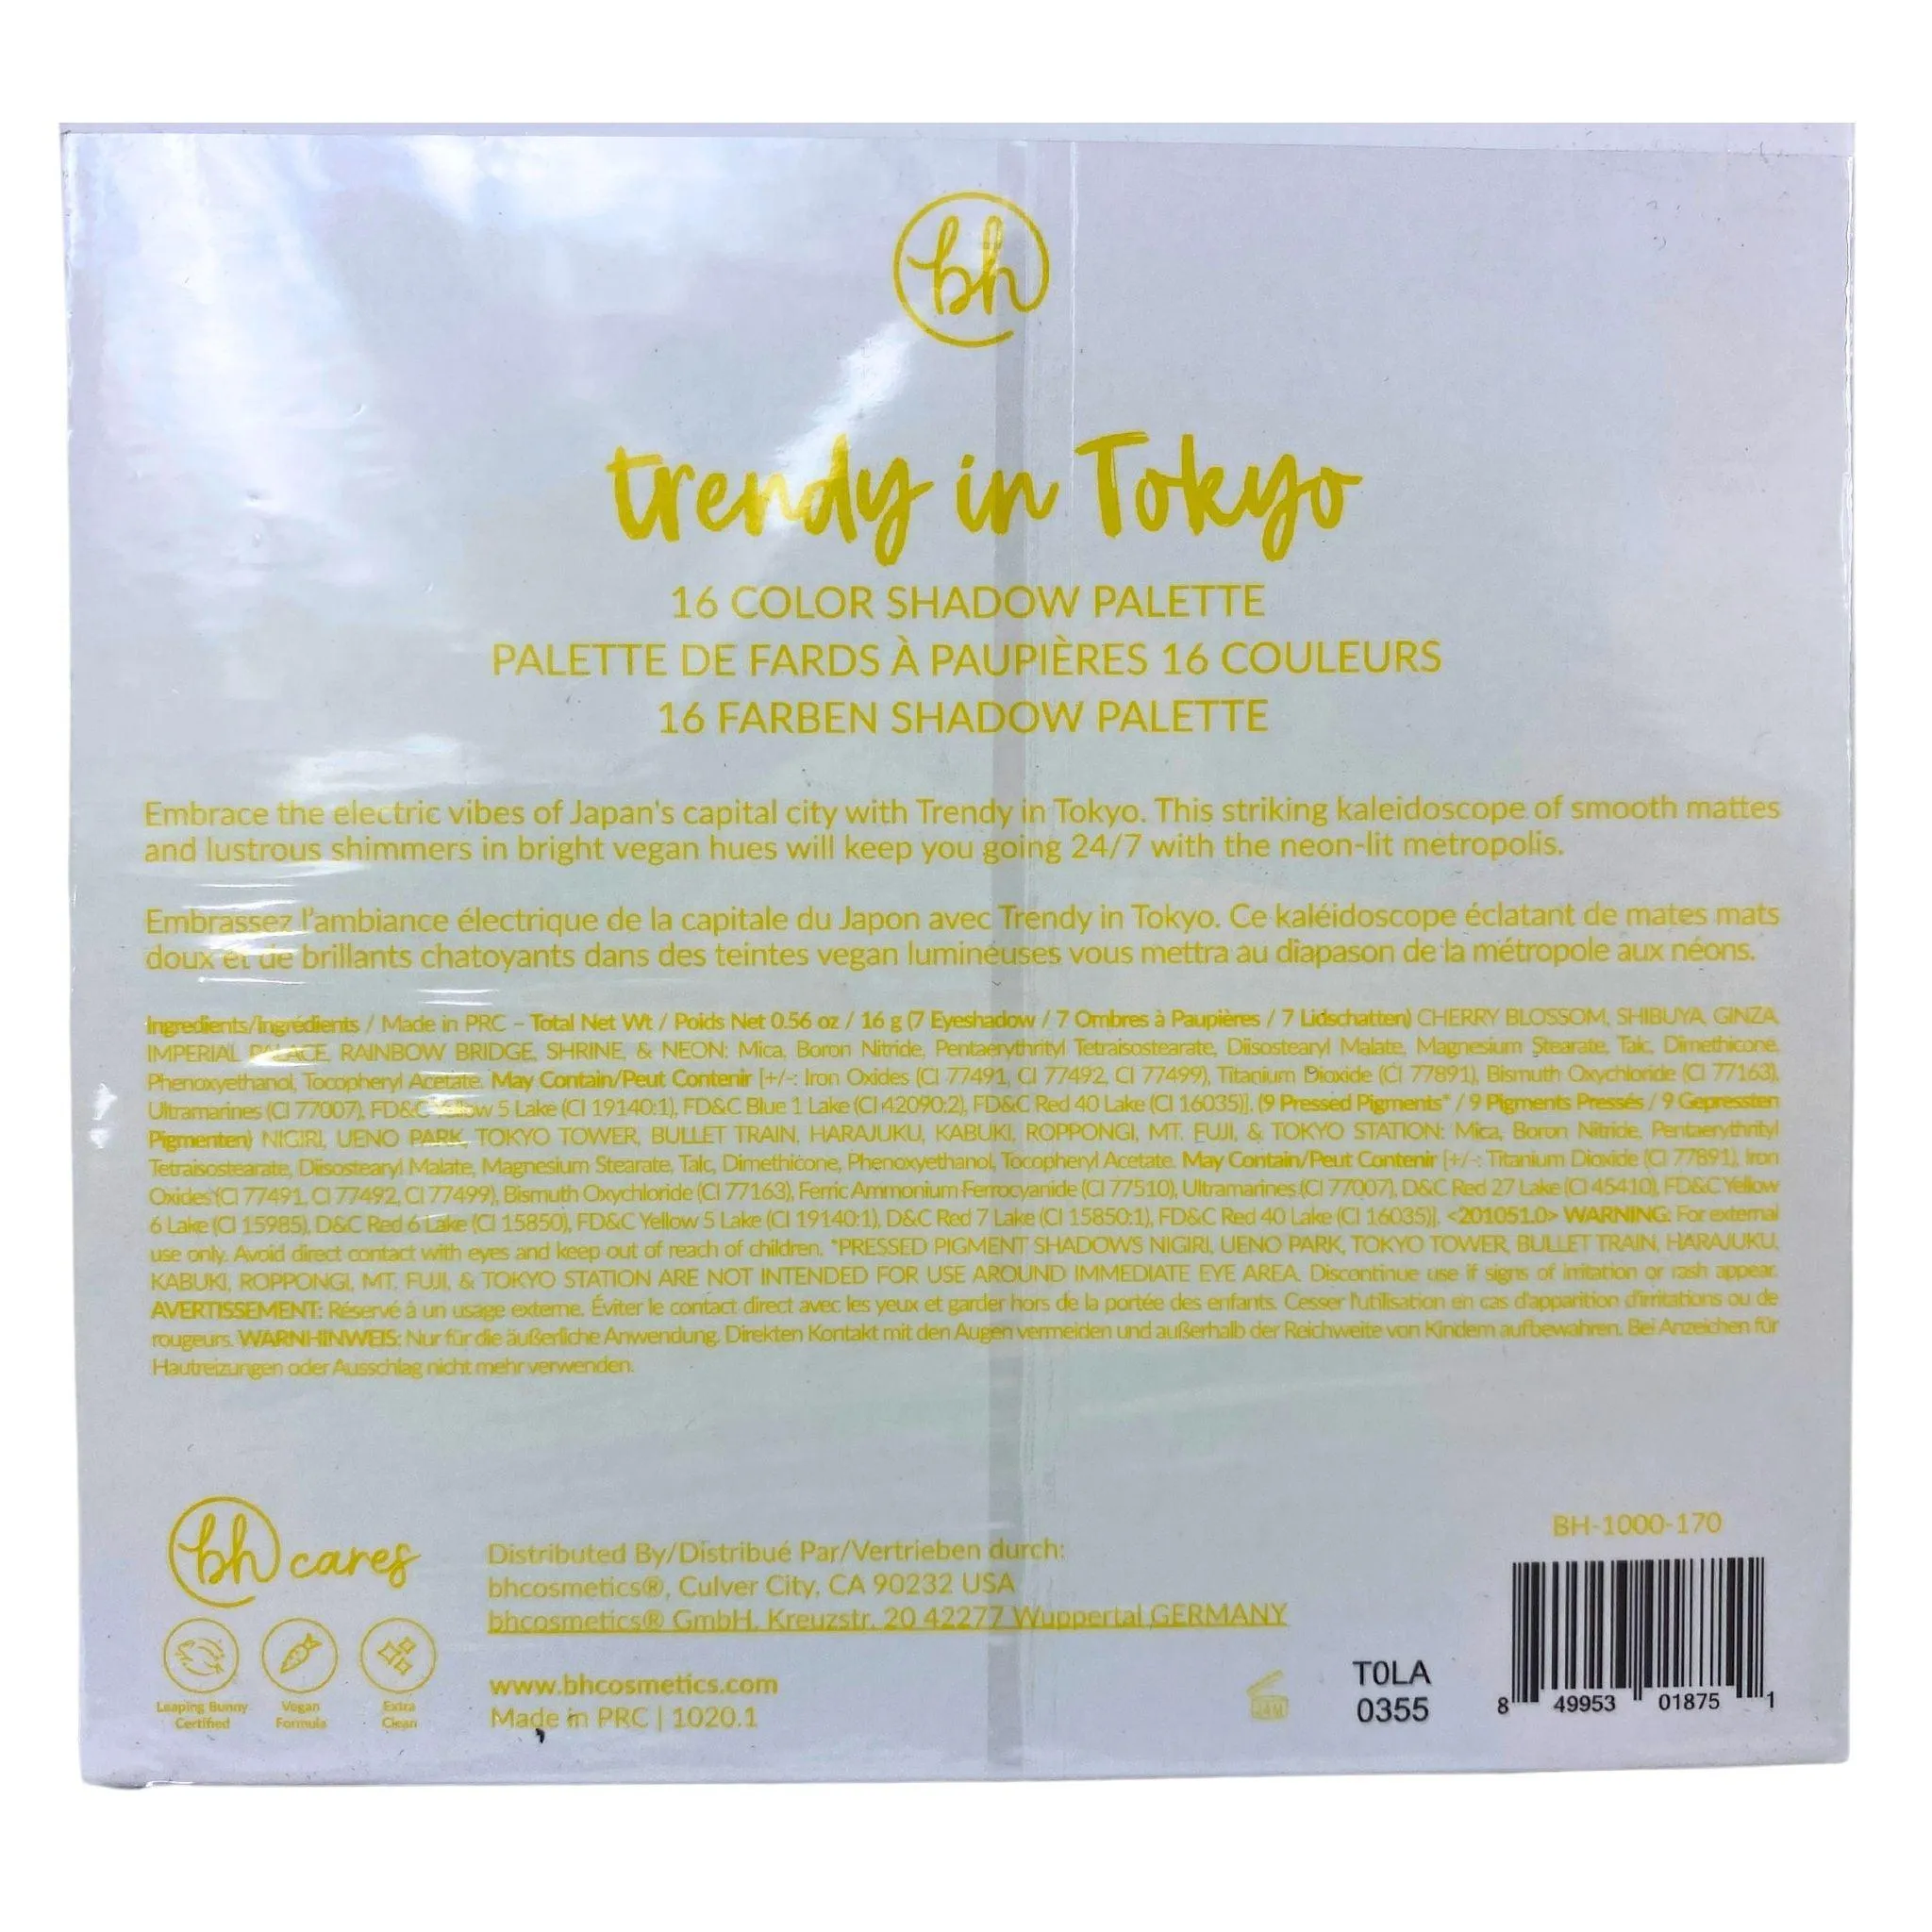 bh
trendy in Tokyo
16 COLOR SHADOW PALETTE
PALETTE DE FARDS À PAUPIÈRES 16 COULEURS
16 FARBEN SHADOW PALETTE
Embrace the electric vibes of Japan's capital city with Trendy in Tokyo. This striking kaleidoscope of smooth mattes
and lustrous shimmers in bright vegan hues will keep you going 24/7 with the neon-lit metropolis.
Embrassez l'ambiance électrique de la capitale du Japon avec Trendy in Tokyo. Ce kaléidoscope éclatant de mates mats
doux et de brillants chatoyants dans des teintes vegan lumineuses vous mettra au diapason de la métropole aux néons.
Ingredients/Ingrédients / Made in PRC – Total Net Wt / Poids Net 0.56 oz / 16 g (7 Eyeshadow / 7 Ombres à Paupières / 7 Lidschatten) CHERRY BLOSSOM, SHIBUYA, GINZA,
IMPERIAL PALACE, RAINBOW BRIDGE, SHRINE, & NEON: Mica, Boron Nitride, Pentaerythrityl Tetraisostearate, Diisostearyl Malate, Magnesium Stearate, Talc, Dimethicone,
Phenoxyethanol, Tocopheryl Acetate. May Contain/Peut Contenir [+/-: Iron Oxides (CI 77491, CI 77492, CI 77499), Titanium Dioxide (CI 77891), Bismuth Oxychloride (CI 77163),
Ultramarines (CI 77007), FD&C Yellow 5 Lake (CI 19140:1), FD&C Blue 1 Lake (CI 42090:2), FD&C Red 40 Lake (CI 16035)]. (9 Pressed Pigments* / 9 Pigments Pressés / 9 Gepressten
Pigmenten) NIGIRI, UENO PARK, TOKYO TOWER, BULLET TRAIN, HARAJUKU, KABUKI, ROPPONGI, MT. FUJI, & TOKYO STATION: Mica, Boron Nitride, Pentaerythrityl
Tetraisostearate, Diisostearyl Malate, Magnesium Stearate, Talc, Dimethicone, Phenoxyethanol, Tocopheryl Acetate. May Contain/Peut Contenir [+/-: Titanium Dioxide (CI 77891), Iron
Oxides (CI 77491, CI 77492, CI 77499), Bismuth Oxychloride (CI 77163), Ferric Ammonium Ferrocyanide (CI 77510), Ultramarines (CI 77007), D&C Red 27 Lake (CI 45410), FD&C Yellow
6 Lake (CI 15985), D&C Red 6 Lake (CI 15850), FD&C Yellow 5 Lake (CI 19140:1), D&C Red 7 Lake (CI 15850:1), FD&C Red 40 Lake (CI 16035)]. <201051.0> WARNING: For external
use only. Avoid direct contact with eyes and keep out of reach of children. *PRESSED PIGMENT SHADOWS NIGIRI, UENO PARK, TOKYO TOWER, BULLET TRAIN, HARAJUKU,
KABUKI, ROPPONGI, MT. FUJI, & TOKYO STATION ARE NOT INTENDED FOR USE AROUND IMMEDIATE EYE AREA. Discontinue use if signs of irritation or rash appear.
AVERTISSEMENT: Réservé à un usage externe. Éviter le contact direct avec les yeux et garder hors de la portée des enfants. Cesser l'utilisation en cas d'apparition d'irritations ou de
rougeurs. WARNHINWEIS: Nur für die äußerliche Anwendung. Direkten Kontakt mit den Augen vermeiden und außerhalb der Reichweite von Kindern aufbewahren. Bei Anzeichen für
Hautreizungen oder Ausschlag nicht mehr verwenden.
bh cares
Leaping Bunny
Certified
Vegan
Formula
Extra
Clean
Distributed By/Distribué Par/Vertrieben durch:
bhcosmetics®, Culver City, CA 90232 USA
bhcosmetics® GmbH, Kreuzstr. 20 42277 Wuppertal,GERMANY
www.bhcosmetics.com
Made in PRC | 1020.1
24M
T0LA
0355
BH-1000-170
8 49953 01875 1